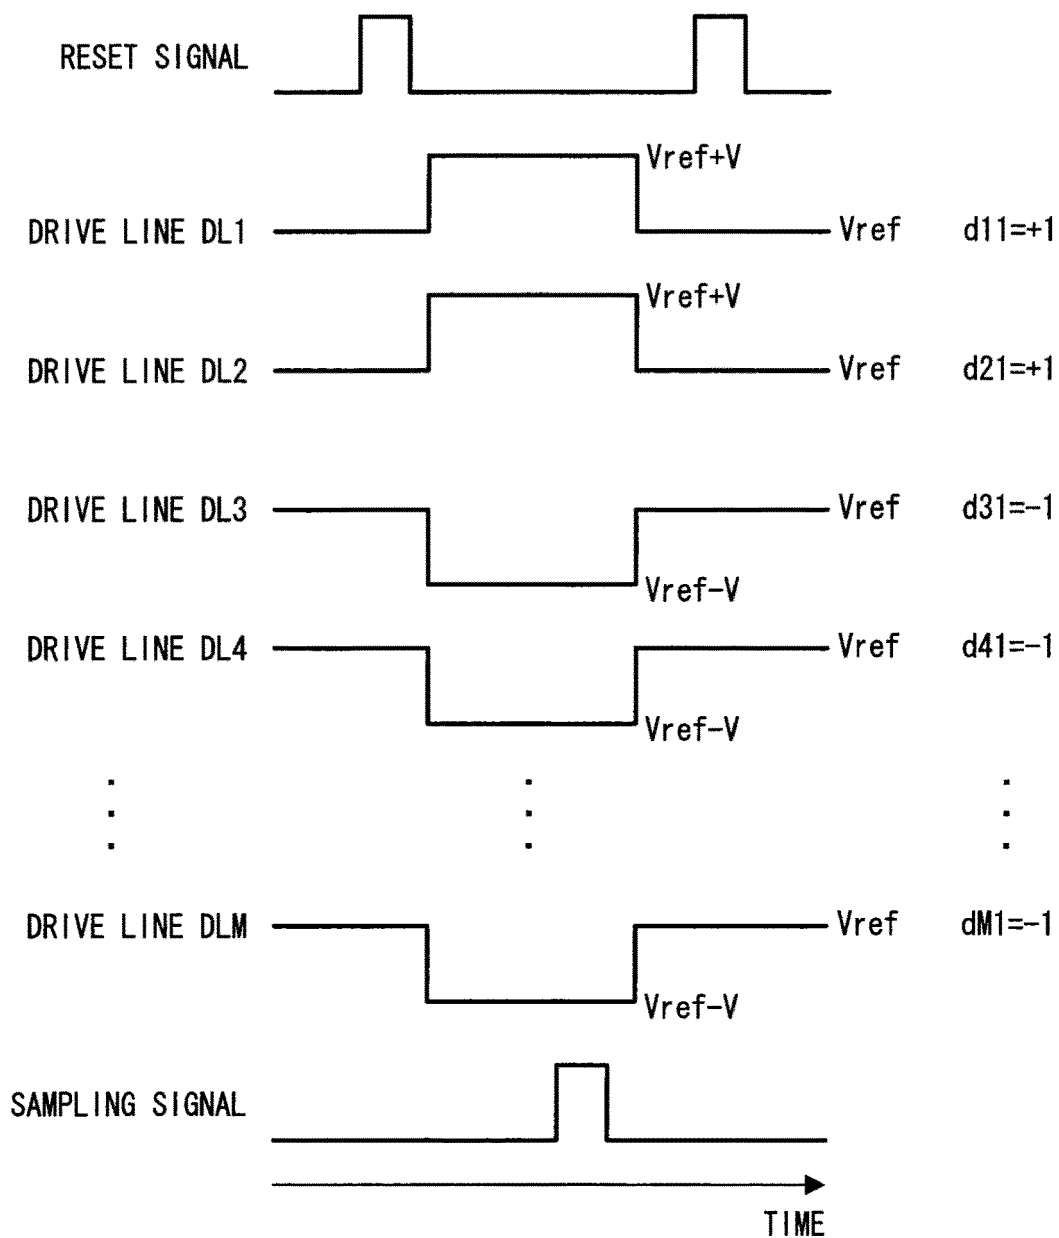 RESET SIGNAL
Vref+V
DRIVE LINE DL1 Vref d11=+1
Vref+V
DRIVE LINE DL2 Vref d21=+1
DRIVE LINE DL3 Vref d31=-1
Vref-V
DRIVE LINE DL4 Vref d41=-1
Vref-V
DRIVE LINE DLM Vref dM1=-1
Vref-V
SAMPLING SIGNAL
TIME